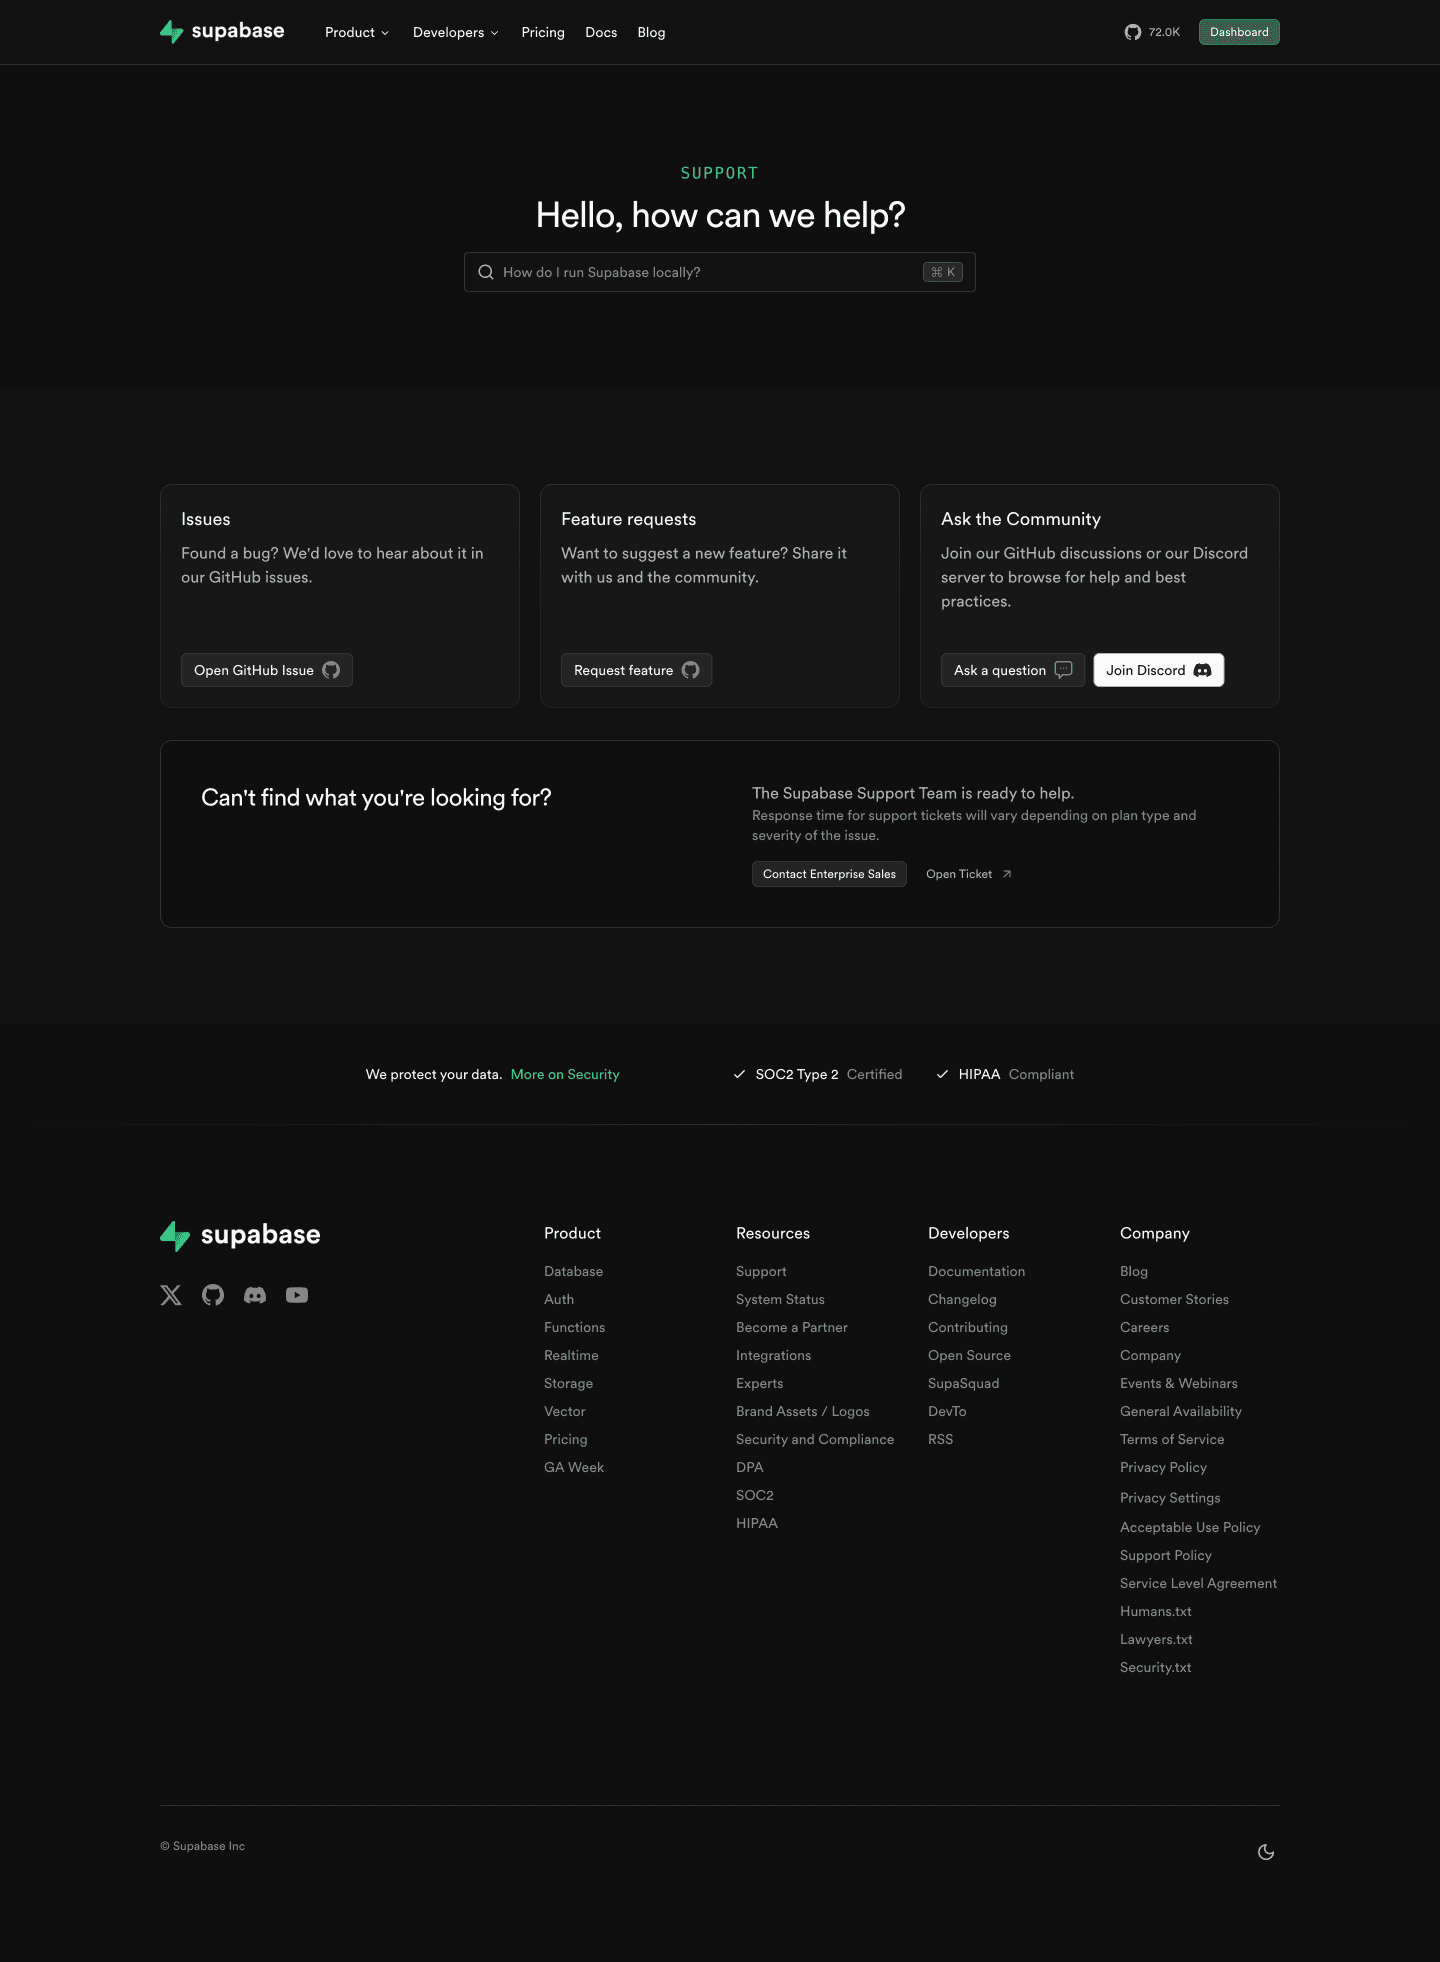 supabase
Product
Developers
Pricing
Docs
Blog
72.0K
Dashboard
SUPPORT
Hello, how can we help?
How do I run Supabase locally?
⌘ K
Issues
Found a bug? We'd love to hear about it in
our GitHub issues.
Open GitHub Issue
Feature requests
Want to suggest a new feature? Share it
with us and the community.
Request feature
Ask the Community
Join our GitHub discussions or our Discord
server to browse for help and best
practices.
Ask a question
Join Discord
Can't find what you're looking for?
The Supabase Support Team is ready to help.
Response time for support tickets will vary depending on plan type and
severity of the issue.
Contact Enterprise Sales
Open Ticket
We protect your data. More on Security
SOC2 Type 2 Certified
HIPAA Compliant
supabase
Product
Database
Auth
Functions
Realtime
Storage
Vector
Pricing
GA Week
Resources
Support
System Status
Become a Partner
Integrations
Experts
Brand Assets / Logos
Security and Compliance
DPA
SOC2
HIPAA
Developers
Documentation
Changelog
Contributing
Open Source
SupaSquad
DevTo
RSS
Company
Blog
Customer Stories
Careers
Company
Events & Webinars
General Availability
Terms of Service
Privacy Policy
Privacy Settings
Acceptable Use Policy
Support Policy
Service Level Agreement
Humans.txt
Lawyers.txt
Security.txt
© Supabase Inc